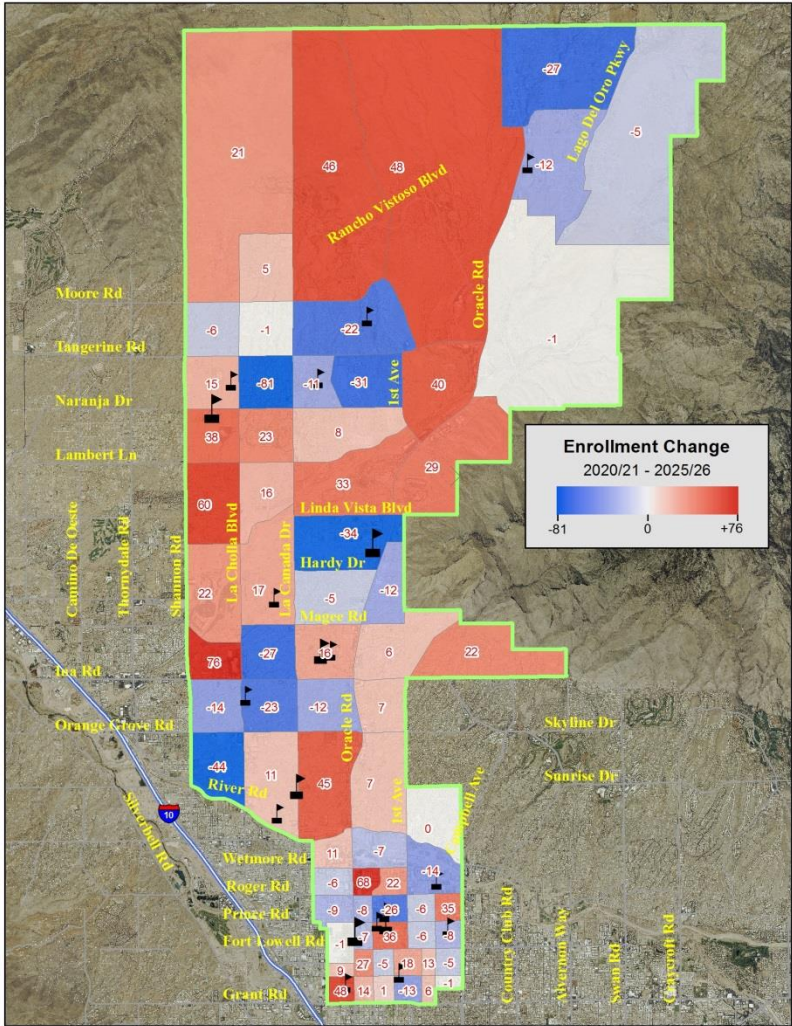 -27
Lago Del Oro Pkwy
-5
21
46
48
-12
Rancho Vistoso Blvd
5
Oracle Rd
Moore Rd
-6
-1
-22
-1
Tangerine Rd
15
-81
-11
-31
1st Ave
40
Naranja Dr
38
23
8
Lambert Ln
29
Enrollment Change
2020/21 - 2025/26
-81
0
+76
60
16
33
Linda Vista Blvd
Camino De Oeste
Thornydale Rd
Shannon Rd
La Cholla Blvd
La Canada Dr
-34
Hardy Dr
22
17
-5
-12
Magee Rd
76
-27
16
6
22
Ina Rd
-14
-23
-12
Oracle Rd
7
Orange Grove Rd
Skyline Dr
-44
River Rd
11
45
7
1st Ave
Sunrise Dr
10
Silverbell Rd
0
Campbell Ave
Wetmore Rd
11
-7
-14
Roger Rd
-6
68
22
Prince Rd
-9
-8
-26
-6
35
Fort Lowell Rd
-1
-7
36
-6
-8
9
27
-5
18
13
-5
Grant Rd
48
14
1
-13
6
-1
Country Club Rd
Alvernon Way
Swan Rd
Craycroft Rd